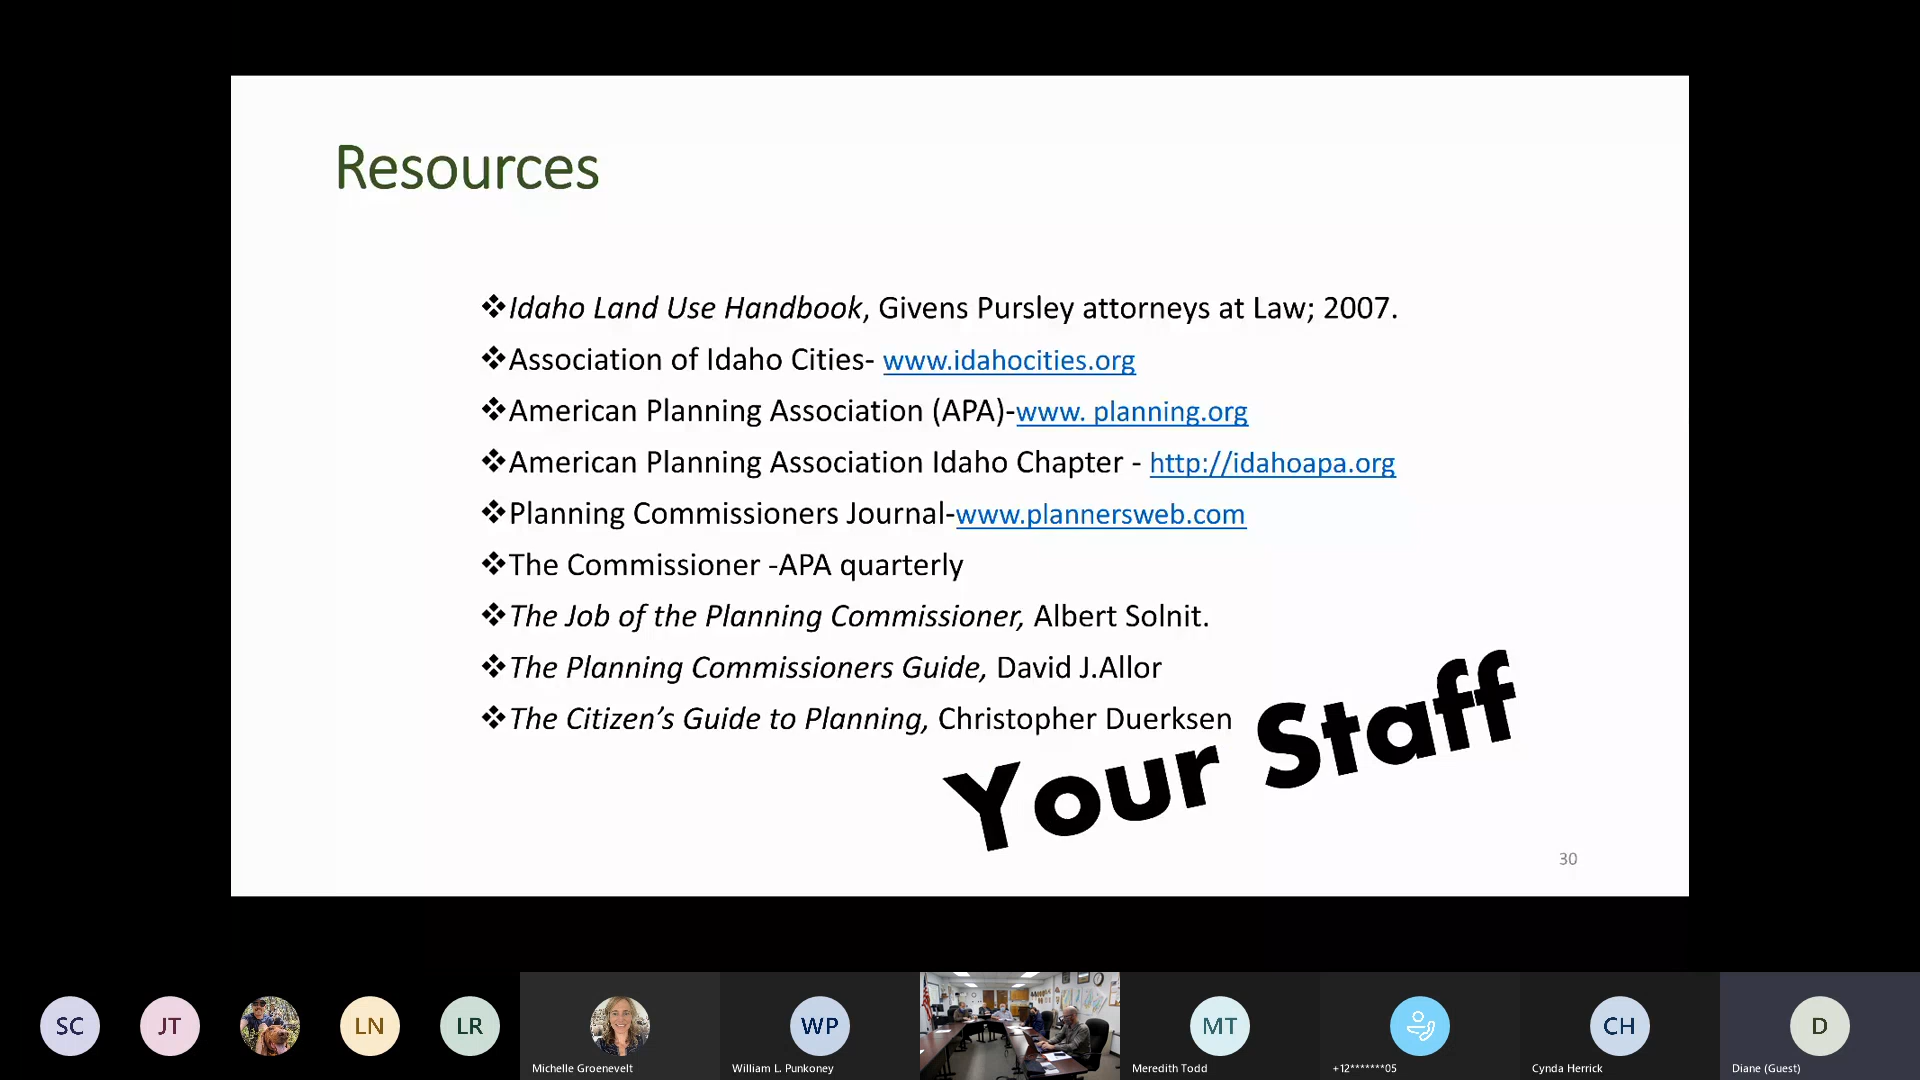 Resources
❖Idaho Land Use Handbook, Givens Pursley attorneys at Law; 2007.
❖Association of Idaho Cities- www.idahocities.org
❖American Planning Association (APA)-www. planning.org
❖American Planning Association Idaho Chapter - http://idahoapa.org
❖Planning Commissioners Journal-www.plannersweb.com
❖The Commissioner -APA quarterly
❖The Job of the Planning Commissioner, Albert Solnit.
❖The Planning Commissioners Guide, David J.Allor
❖The Citizen’s Guide to Planning, Christopher Duerksen
Your Staff
30
SC
JT
LN
LR
WP
MT
CH
D
Michelle Groenevelt
William L. Punkoney
Meredith Todd
+12*******05
Cynda Herrick
Diane (Guest)